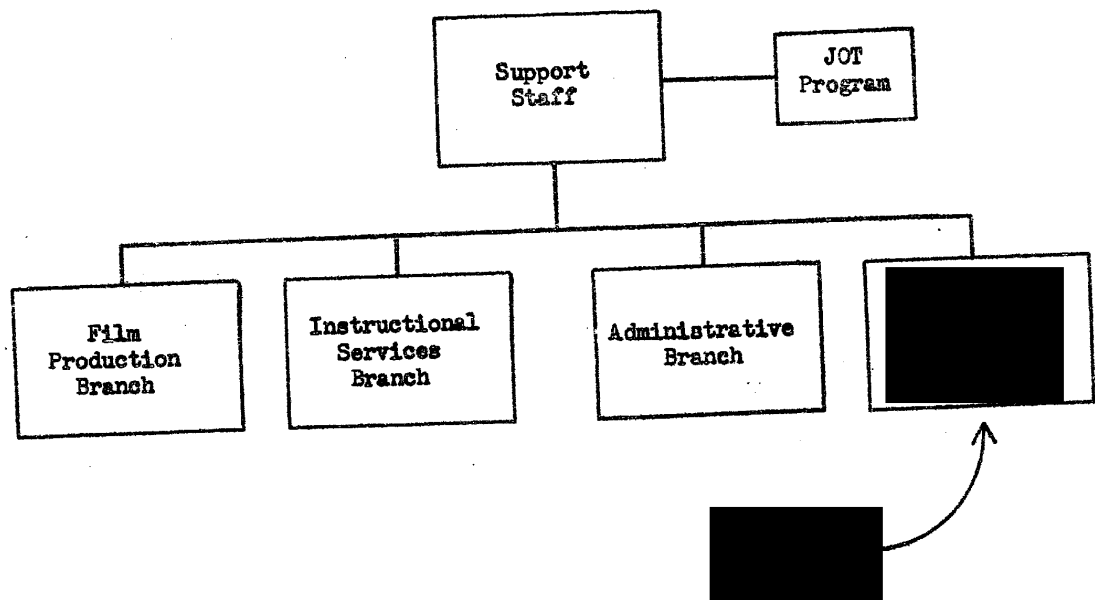 Support
Staff
JOT
Program
Film
Production
Branch
Instructional
Services
Branch
Administrative
Branch